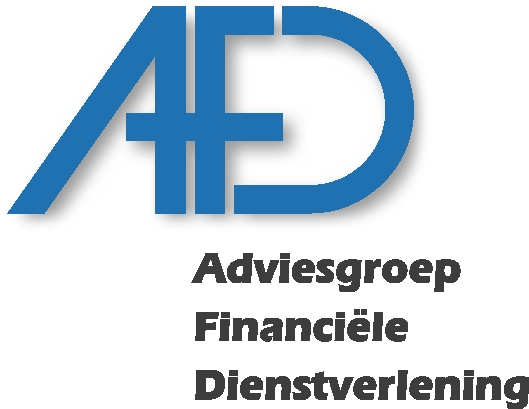 AFD
Adviesgroep
Financiële
Dienstverlening